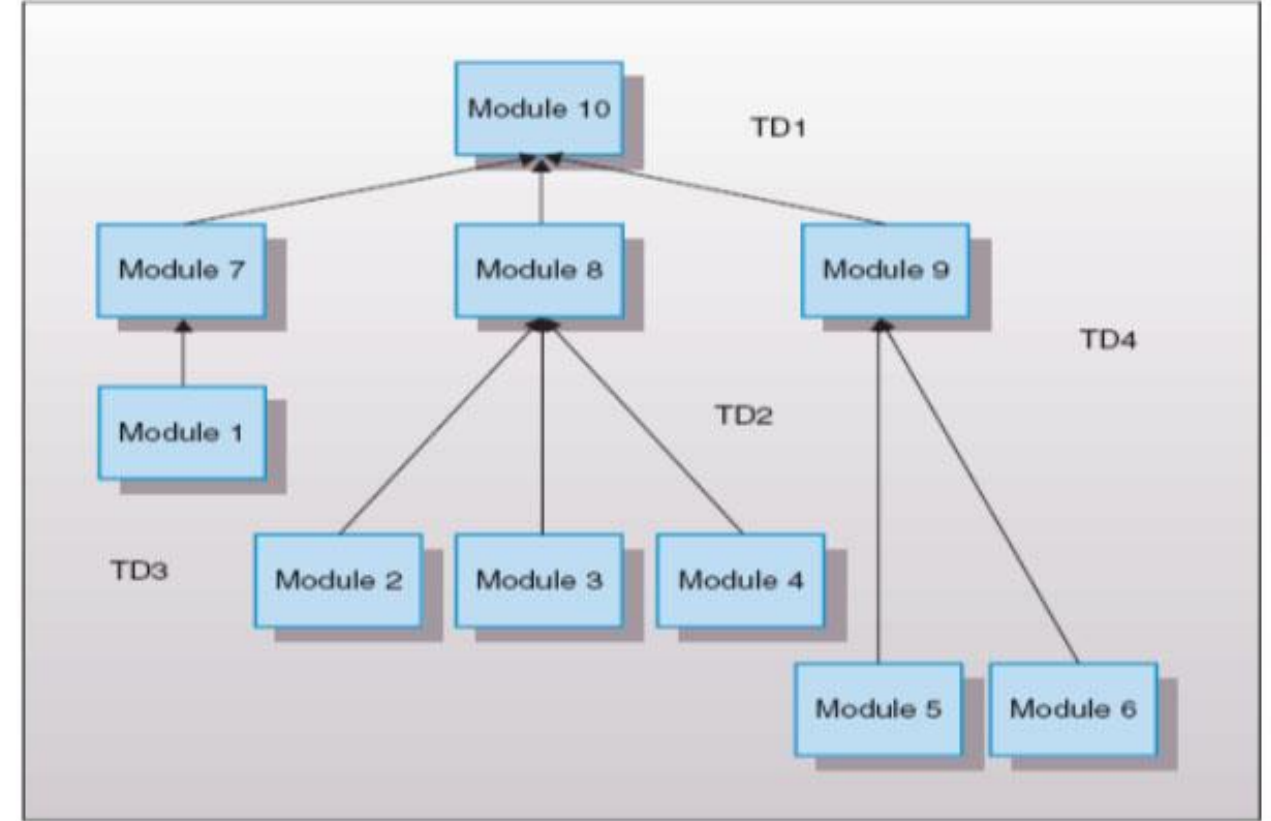 Module 10
TD1
Module 7
Module 8
Module 9
TD4
Module 1
TD2
TD3
Module 2
Module 3
Module 4
Module 5
Module 6